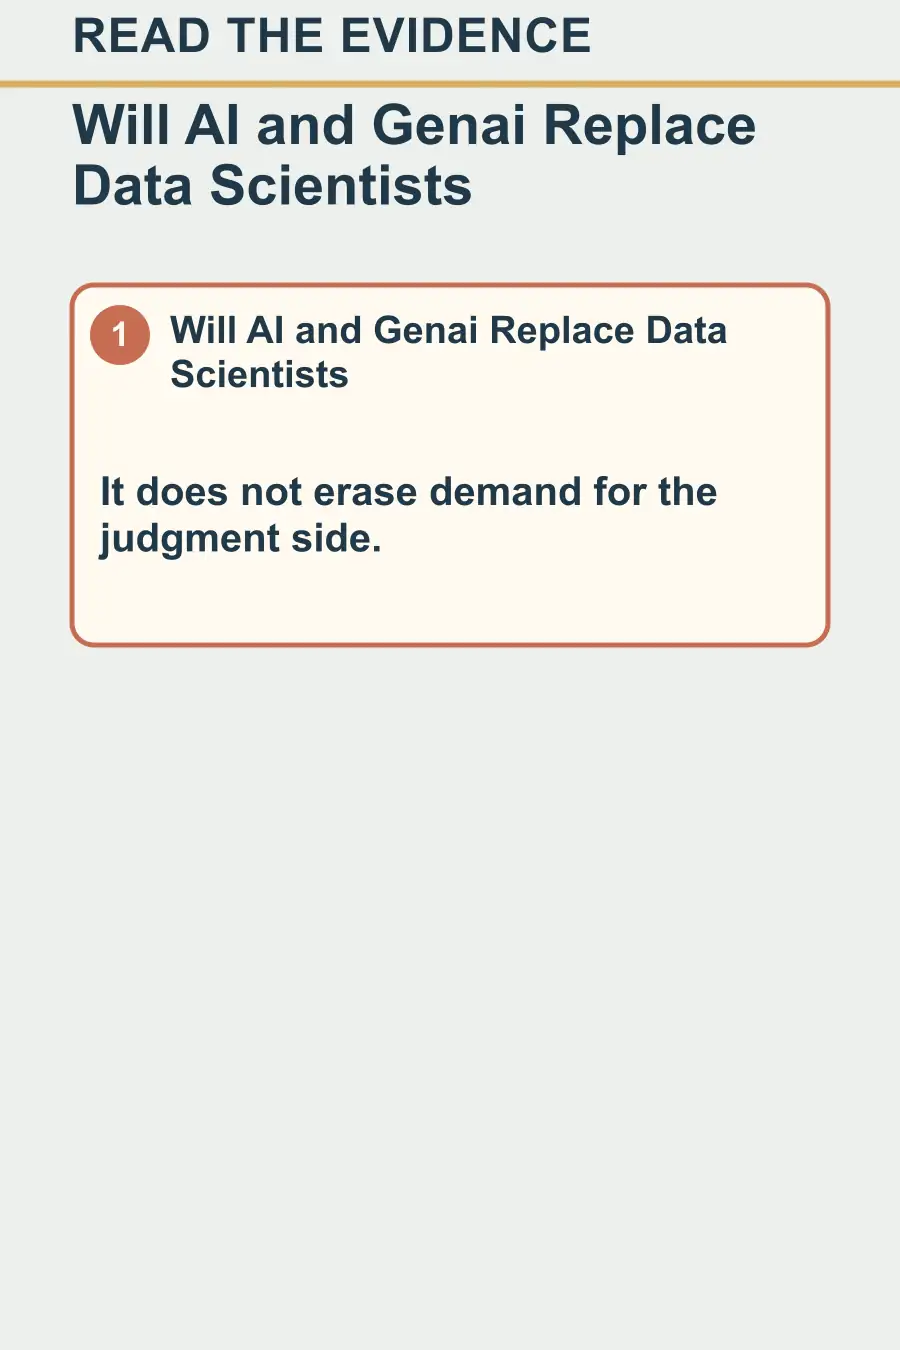 READ THE EVIDENCE
Will AI and Genai Replace
Data Scientists
1
Will AI and Genai Replace Data
Scientists
It does not erase demand for the
judgment side.